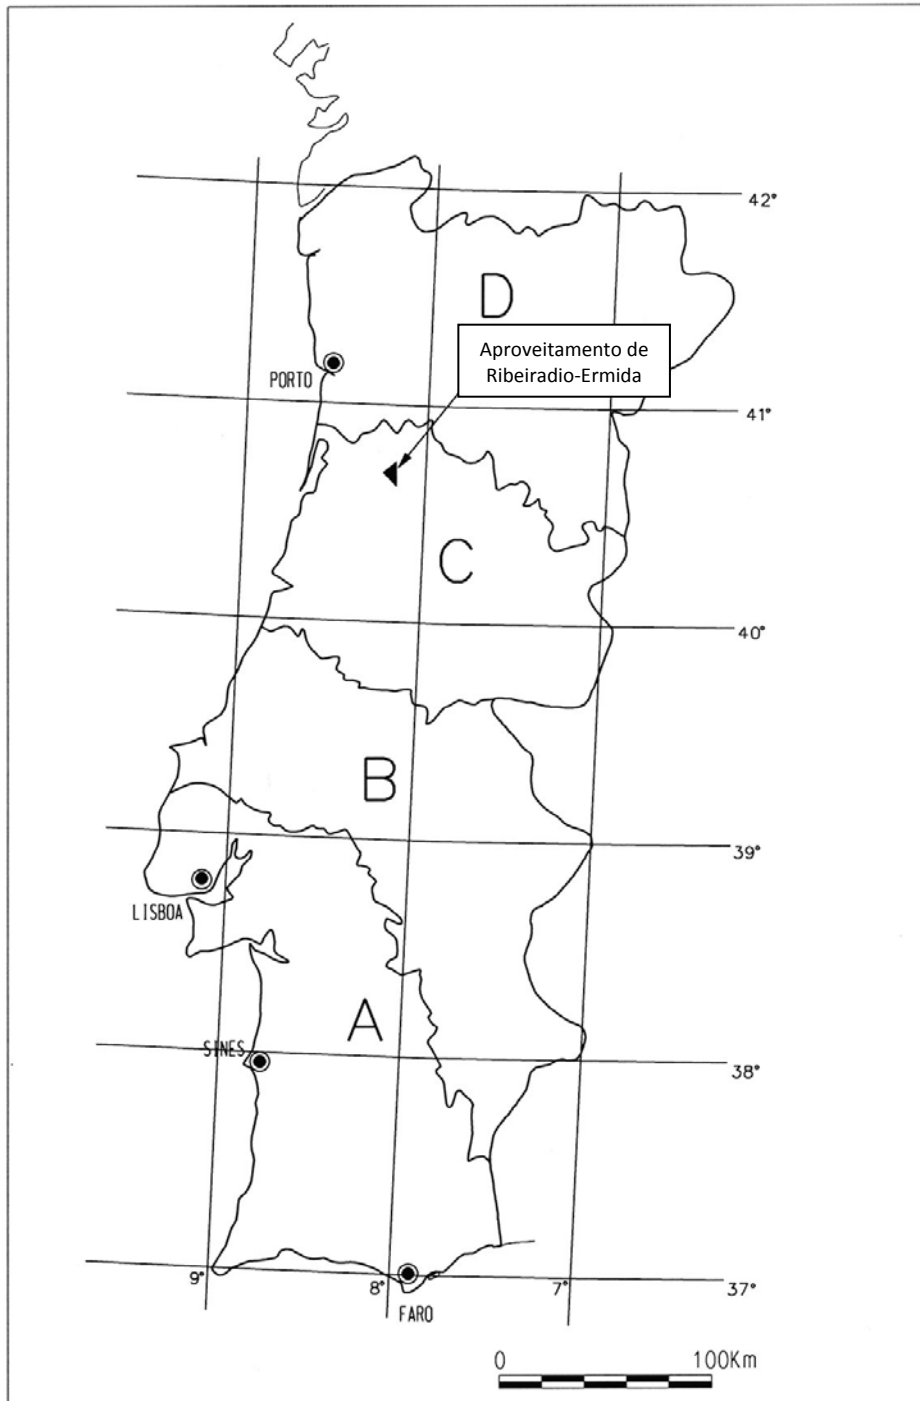 42°
D
Aproveitamento de
Ribeiradio-Ermida
PORTO
41°
C
40°
B
39°
LISBOA
A
SINES
38°
9°
8°
7°
37°
FARO
0 100Km